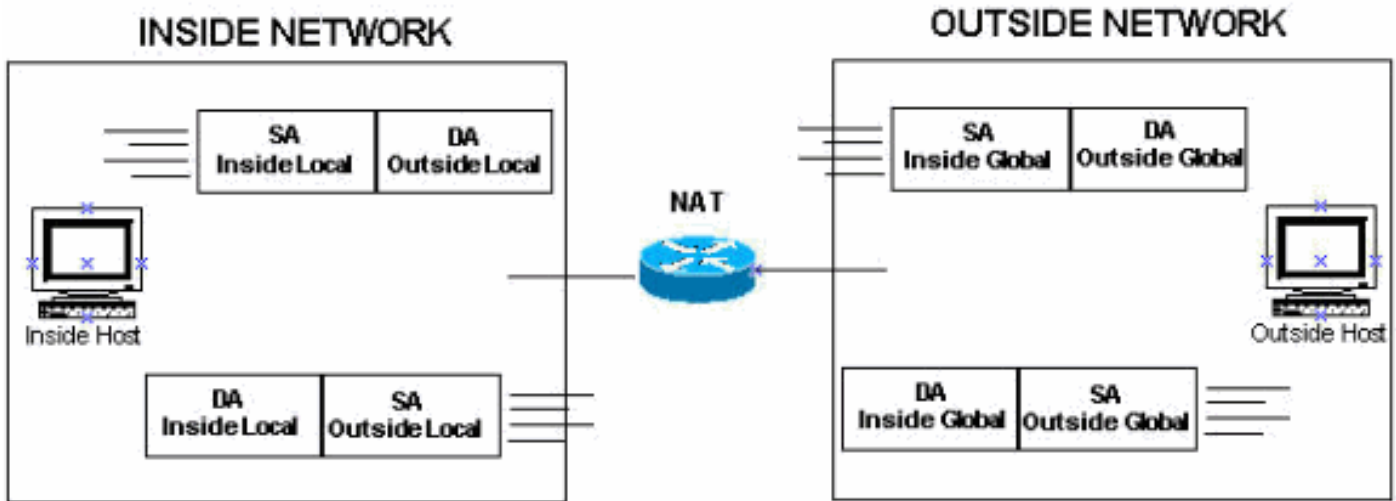 INSIDE NETWORK
OUTSIDE NETWORK
SA
Inside Local
DA
Outside Local
SA
Inside Global
DA
Outside Global
NAT
Inside Host
Outside Host
DA
Inside Local
SA
Outside Local
DA
Inside Global
SA
Outside Global